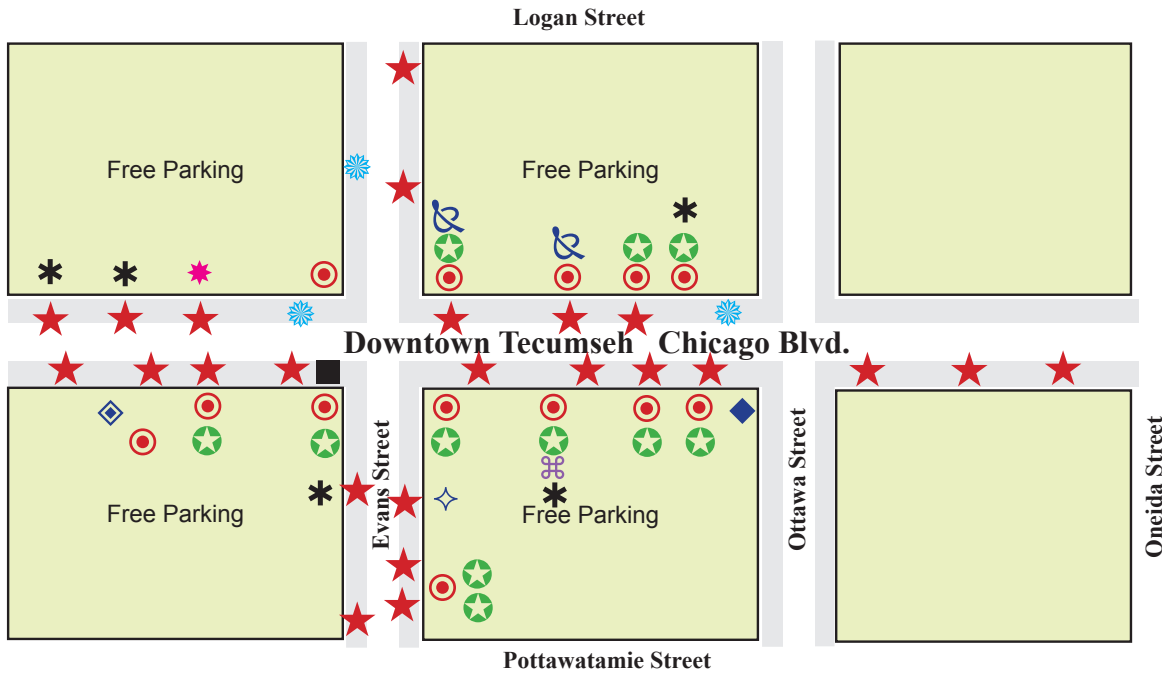 Logan Street
Free Parking
Free Parking
Downtown Tecumseh Chicago Blvd.
Free Parking
Evans Street
Free Parking
Ottawa Street
Oneida Street
Pottawatamie Street